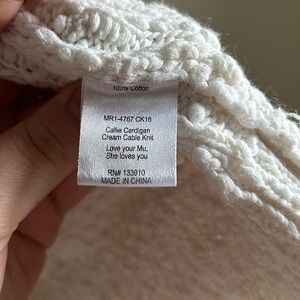 100% Cotton
MR1-4767 CK16
Callie Cardigan
Cream Cable Knit
Love your Mu,
She loves you
RN# 133910
MADE IN CHINA